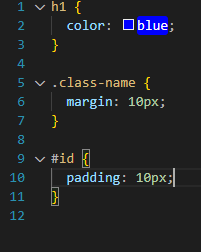 1 h1 {
2   color: blue;
3 }
4
5 .class-name {
6   margin: 10px;
7 }
8
9 #id {
10   padding: 10px;
11 }
12